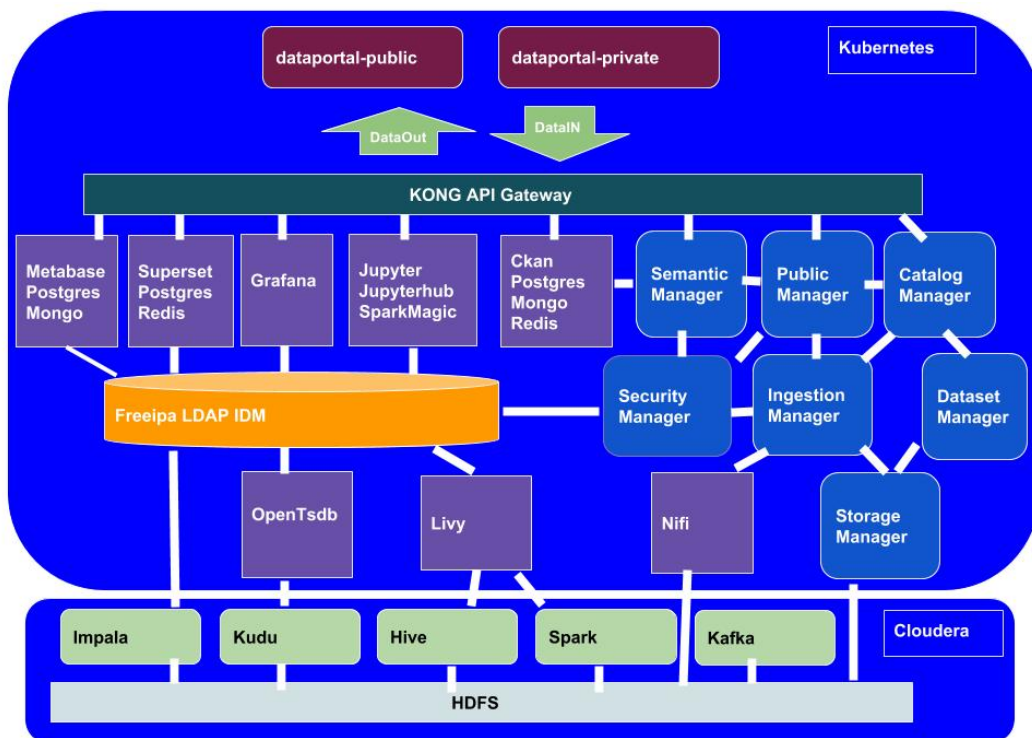 Kubernetes
dataportal-public
dataportal-private
DataOut
DataIN
KONG API Gateway
Metabase
Postgres
Mongo
Superset
Postgres
Redis
Grafana
Jupyter
Jupyterhub
SparkMagic
Ckan
Postgres
Mongo
Redis
Semantic
Manager
Public
Manager
Catalog
Manager
Freeipa LDAP IDM
Security
Manager
Ingestion
Manager
Dataset
Manager
OpenTsdb
Livy
Nifi
Storage
Manager
Cloudera
Impala
Kudu
Hive
Spark
Kafka
HDFS